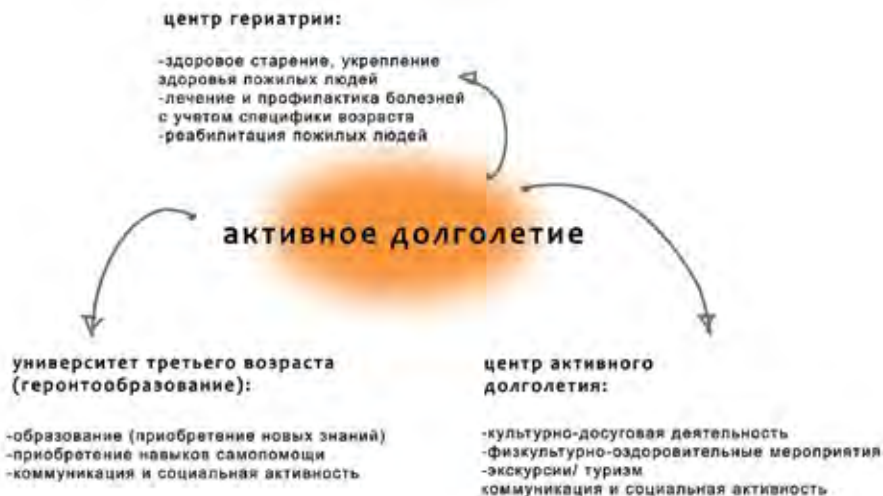 центр гериатрии:
-здоровое старение, укрепление
здоровья пожилых людей
-лечение и профилактика болезней
с учетом специфики возраста
-реабилитация пожилых людей
активное долголетие
университет третьего возраста
(геронтообразование):
-образование (приобретение новых знаний)
-приобретение навыков самопомощи
-коммуникация и социальная активность
центр активного
долголетия:
-культурно-досуговая деятельность
-физкультурно-оздоровительные мероприятия
-экскурсии/ туризм
коммуникация и социальная активность